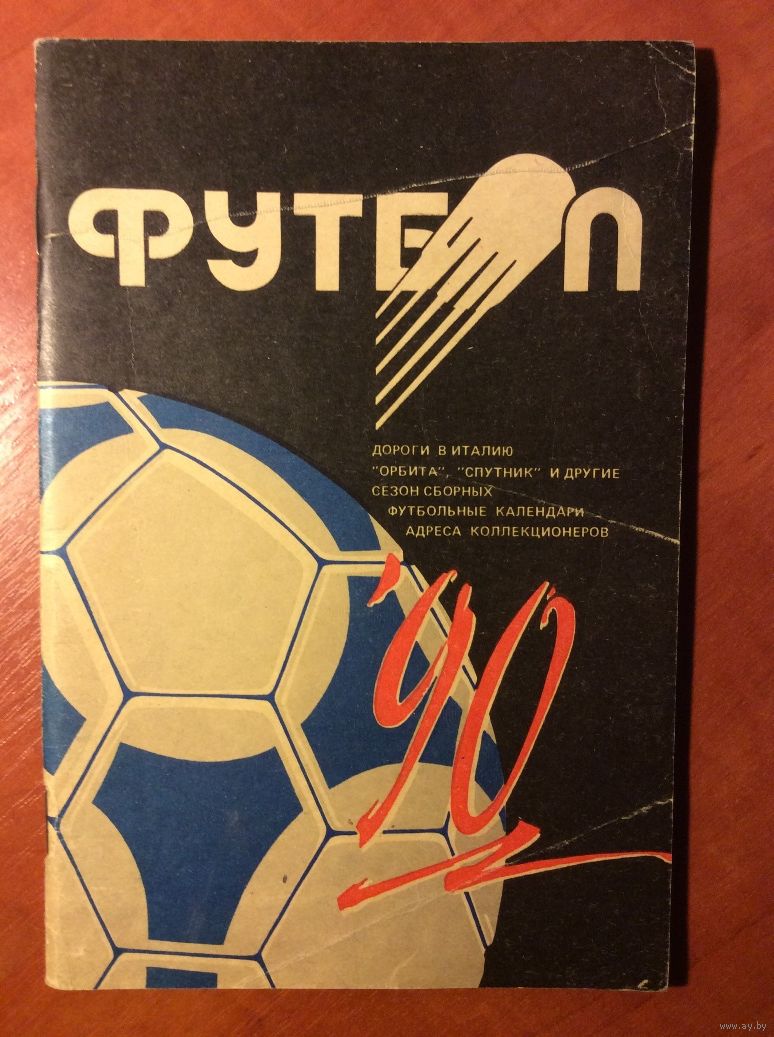 ФУТБОЛ
ДОРОГИ В ИТАЛИЮ
"ОРБИТА", "СПУТНИК" И ДРУГИЕ
СЕЗОН СБОРНЫХ
ФУТБОЛЬНЫЕ КАЛЕНДАРИ
АДРЕСА КОЛЛЕКЦИОНЕРОВ
'90
www.ay.by